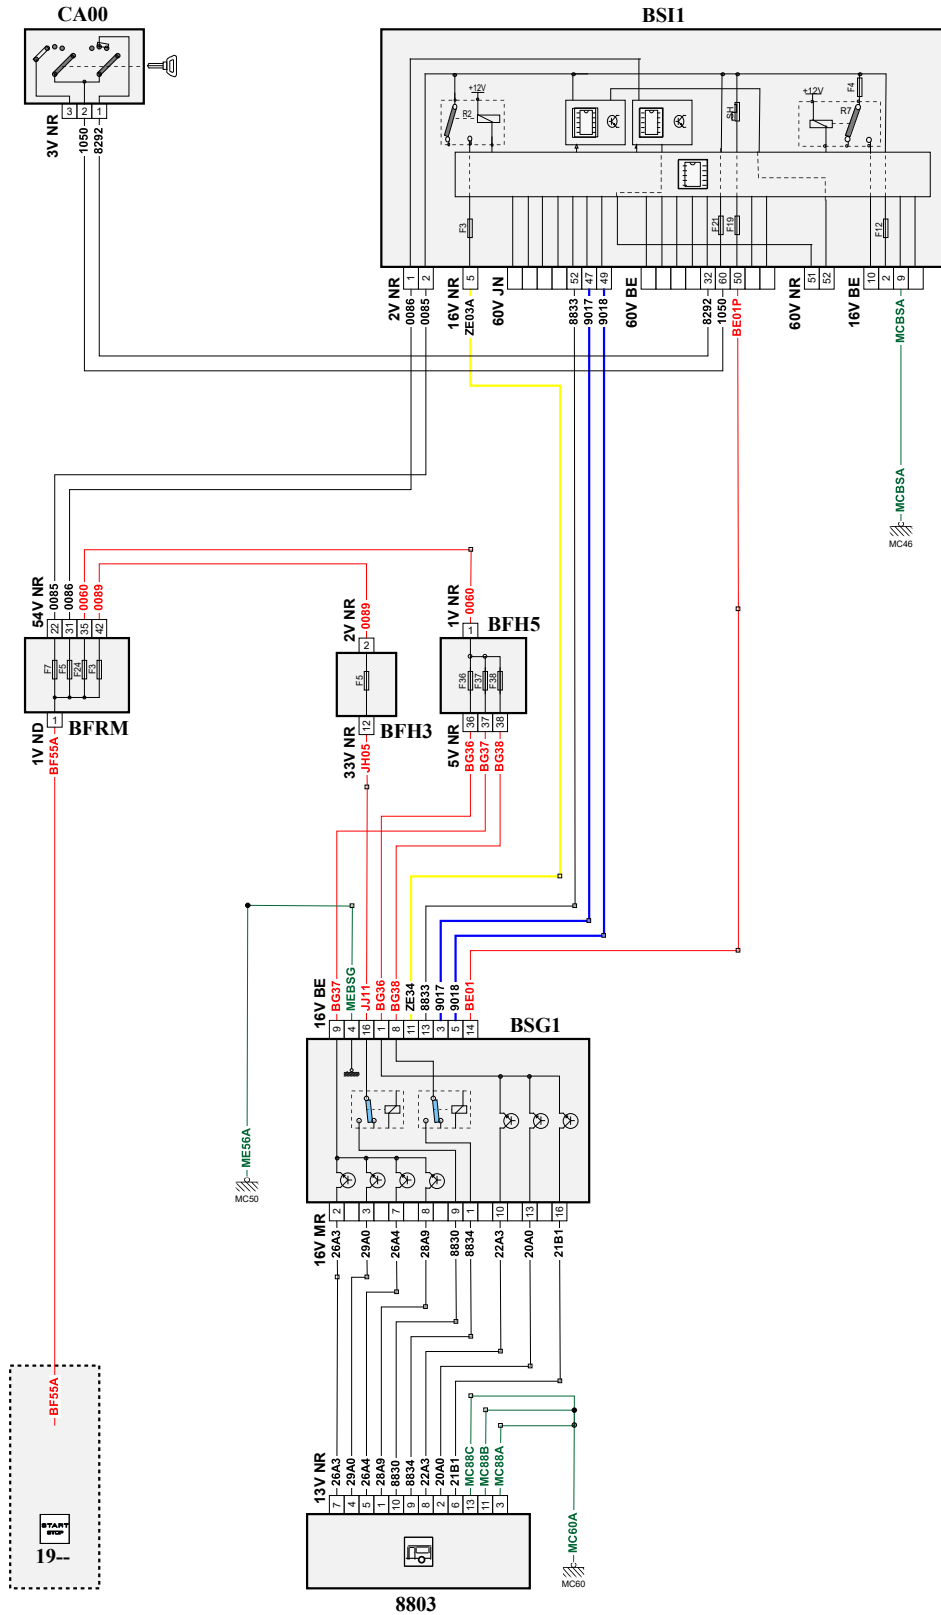 CA00
BSI1
+12V
R2
SH
+12V
F4
R7
F3
F21
F19
F12
3V NR
3 2 1
1050
8292
2V NR
1 2
0086
0085
16V NR
5
ZE03A
60V JN
52 47 49
8833
9017
9018
60V BE
32 60 50
8292
1050
BE01P
60V NR
51 52
16V BE
10 2 9
MCBSA
MCBSA
MC46
54V NR
0085
0086
0060
0089
22 31 35 42
F7
F5
F24
F3
1
1V ND
BF55A
BFRM
2V NR
0089
2
F5
12
33V NR
JH05
BFH3
1V NR
0060
1
BFH5
F36
F37
F38
36 37 38
5V NR
BG36
BG37
BG38
16V BE
BG37
MEBSG
JJ11
BG36
BG38
ZE34
8833
9017
9018
BE01
9 4 16 1 8 11 13 3 5 14
BSG1
ME56A
MC50
2 3 7 8 9 1 10 13 16
16V MR
26A3
29A0
26A4
28A9
8830
8834
22A3
20A0
21B1
BF55A
START
STOP
19--
13V NR
26A3
29A0
26A4
28A9
8830
8834
22A3
20A0
21B1
MC88C
MC88B
MC88A
7 4 5 1 10 9 8 2 6 13 11 3
MC60A
MC60
8803